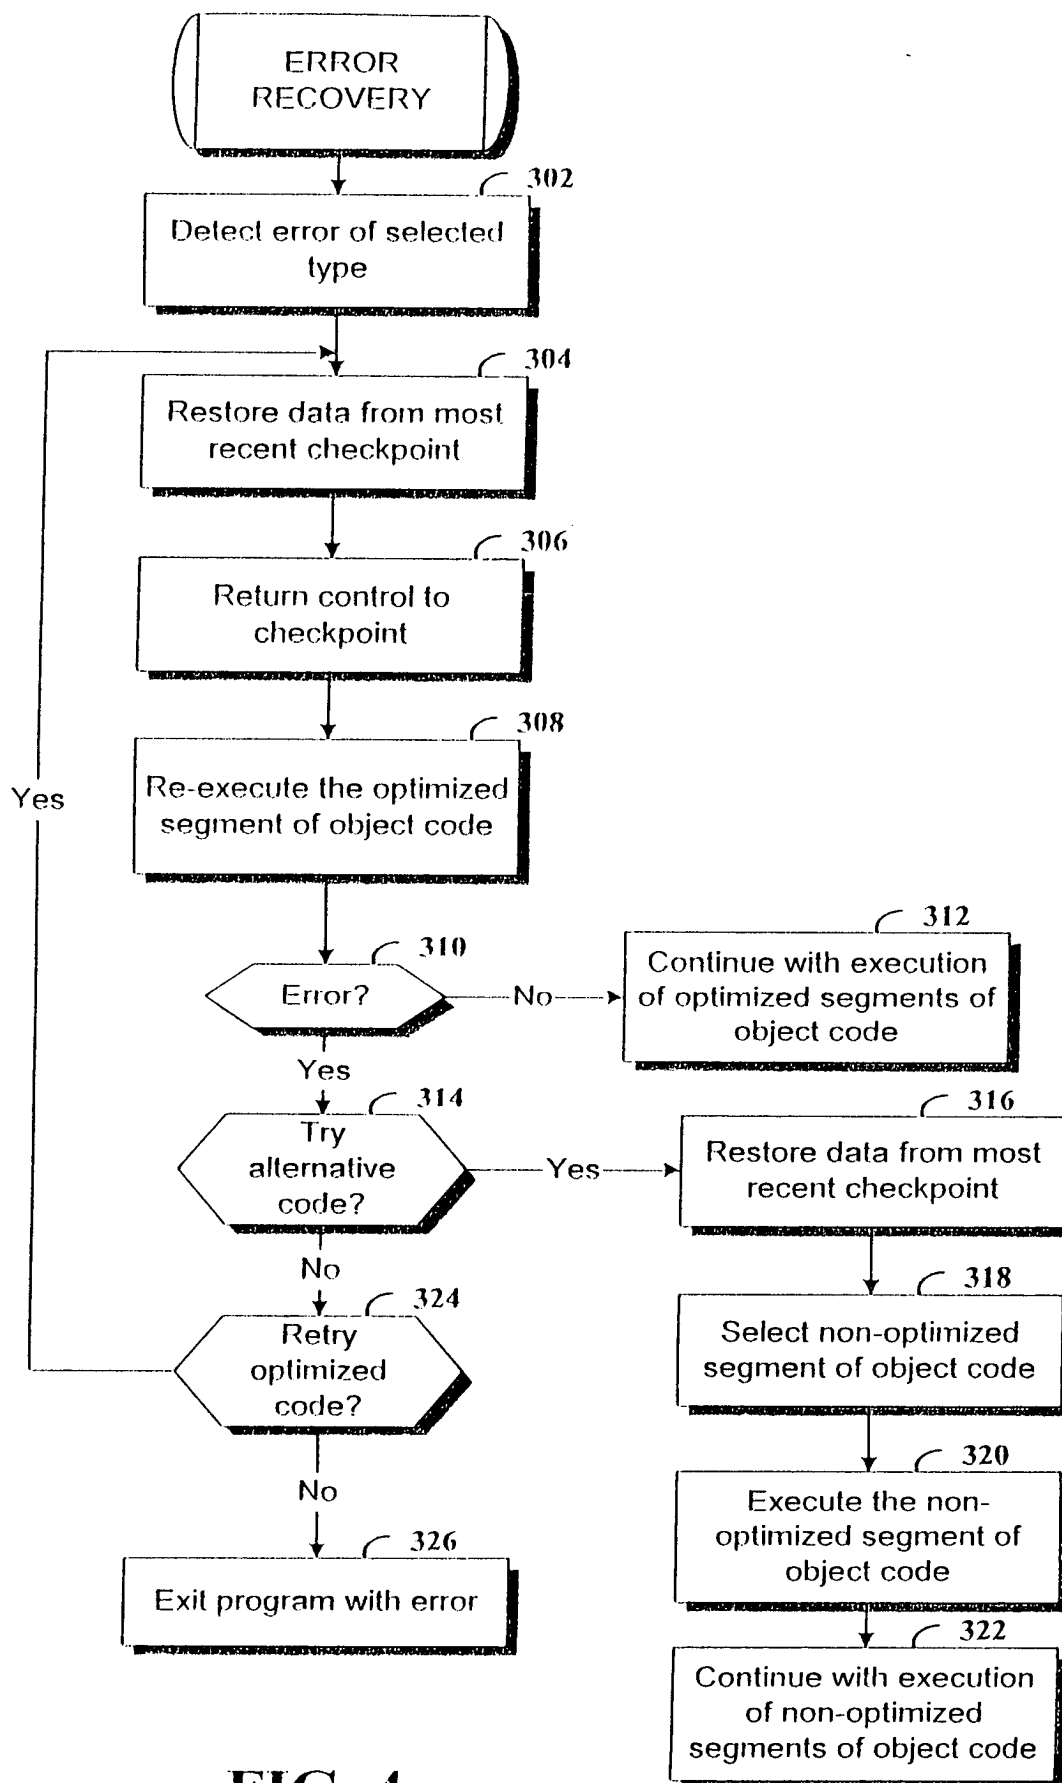 ERROR
RECOVERY
302
Detect error of selected
type
304
Restore data from most
recent checkpoint
306
Return control to
checkpoint
308
Re-execute the optimized
segment of object code
Yes
310
Error?
No
312
Continue with execution
of optimized segments of
object code
Yes
314
Try
alternative
code?
Yes
316
Restore data from most
recent checkpoint
No
318
Select non-optimized
segment of object code
324
Retry
optimized
code?
320
Execute the non-
optimized segment of
object code
No
322
Continue with execution
of non-optimized
segments of object code
326
Exit program with error
FIG. 4